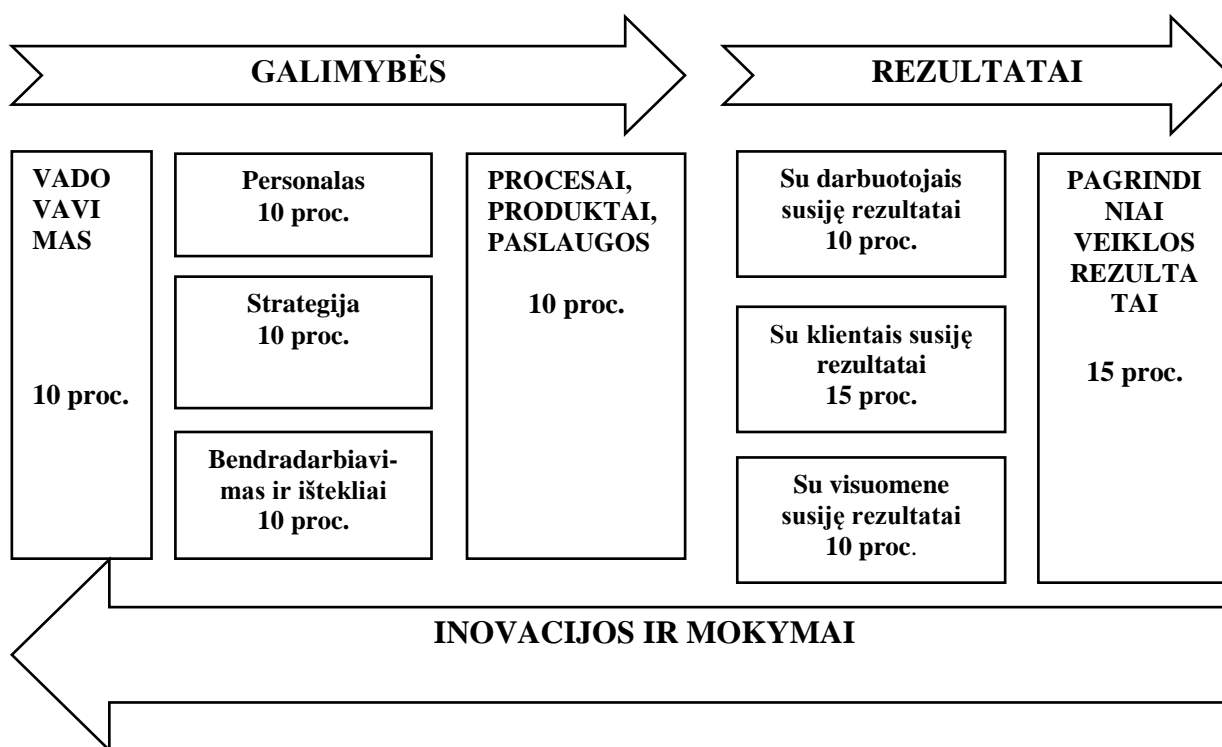 GALIMYBĖS
REZULTATAI
VADO
VAVI
MAS
10 proc.
Personalas
10 proc.
Strategija
10 proc.
Bendradarbiavi-
mas ir ištekliai
10 proc.
PROCESAI,
PRODUKTAI,
PASLAUGOS
10 proc.
Su darbuotojais
susiję rezultatai
10 proc.
Su klientais susiję
rezultatai
15 proc.
Su visuomene
susiję rezultatai
10 proc.
PAGRINDI
NIAI
VEIKLOS
REZULTA
TAI
15 proc.
INOVACIJOS IR MOKYMAI